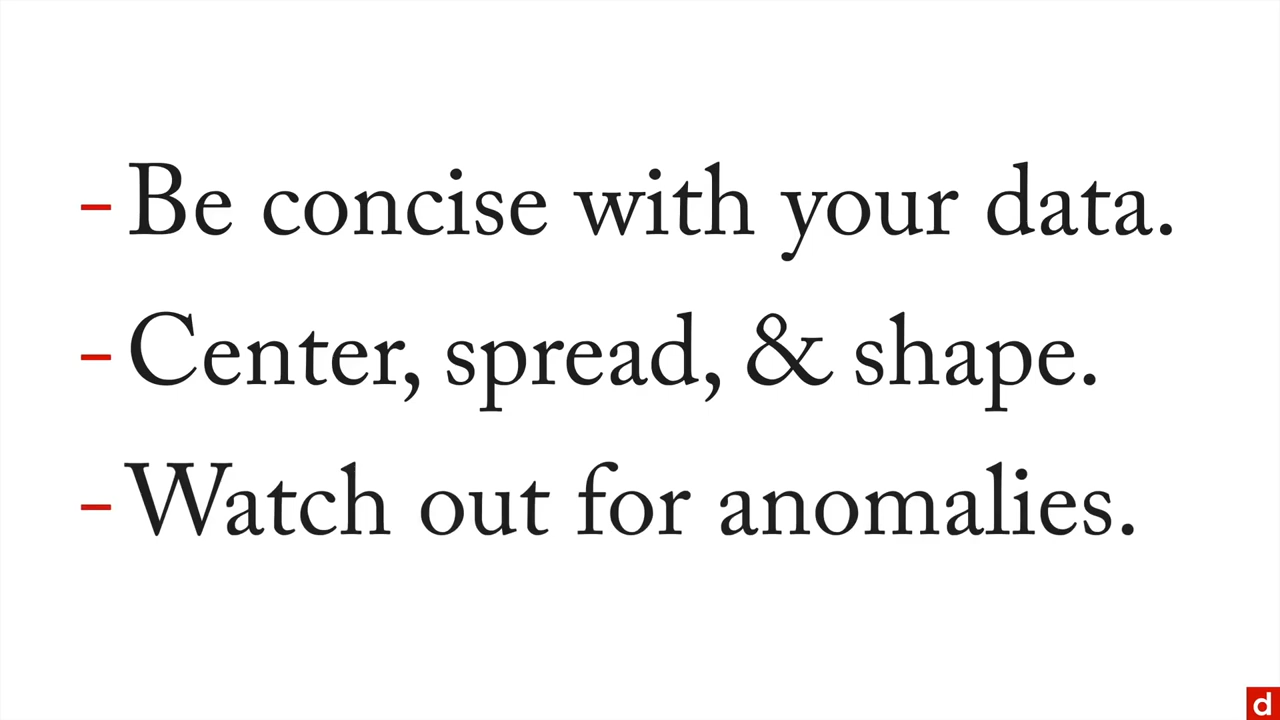 - Be concise with your data.
- Center, spread, & shape.
- Watch out for anomalies.
d